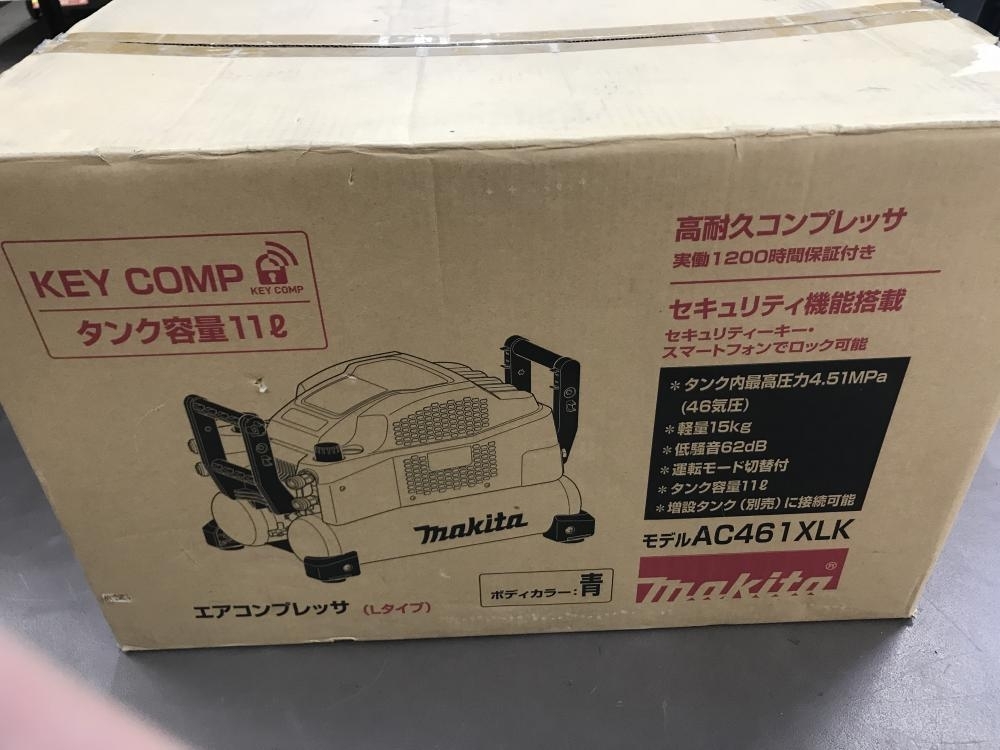 KEY COMP
KEY COMP
タンク容量11ℓ
高耐久コンプレッサ
実働1200時間保証付き
セキュリティ機能搭載
セキュリティーキー・
スマートフォンでロック可能
＊タンク内最高圧力4.51MPa
(46気圧)
＊軽量15kg
＊低騒音62dB
＊運転モード切替付
＊タンク容量11ℓ
＊増設タンク(別売)に接続可能
モデルAC461XLK
makita
makita®
ボディカラー：青
エアコンプレッサ (Lタイプ)